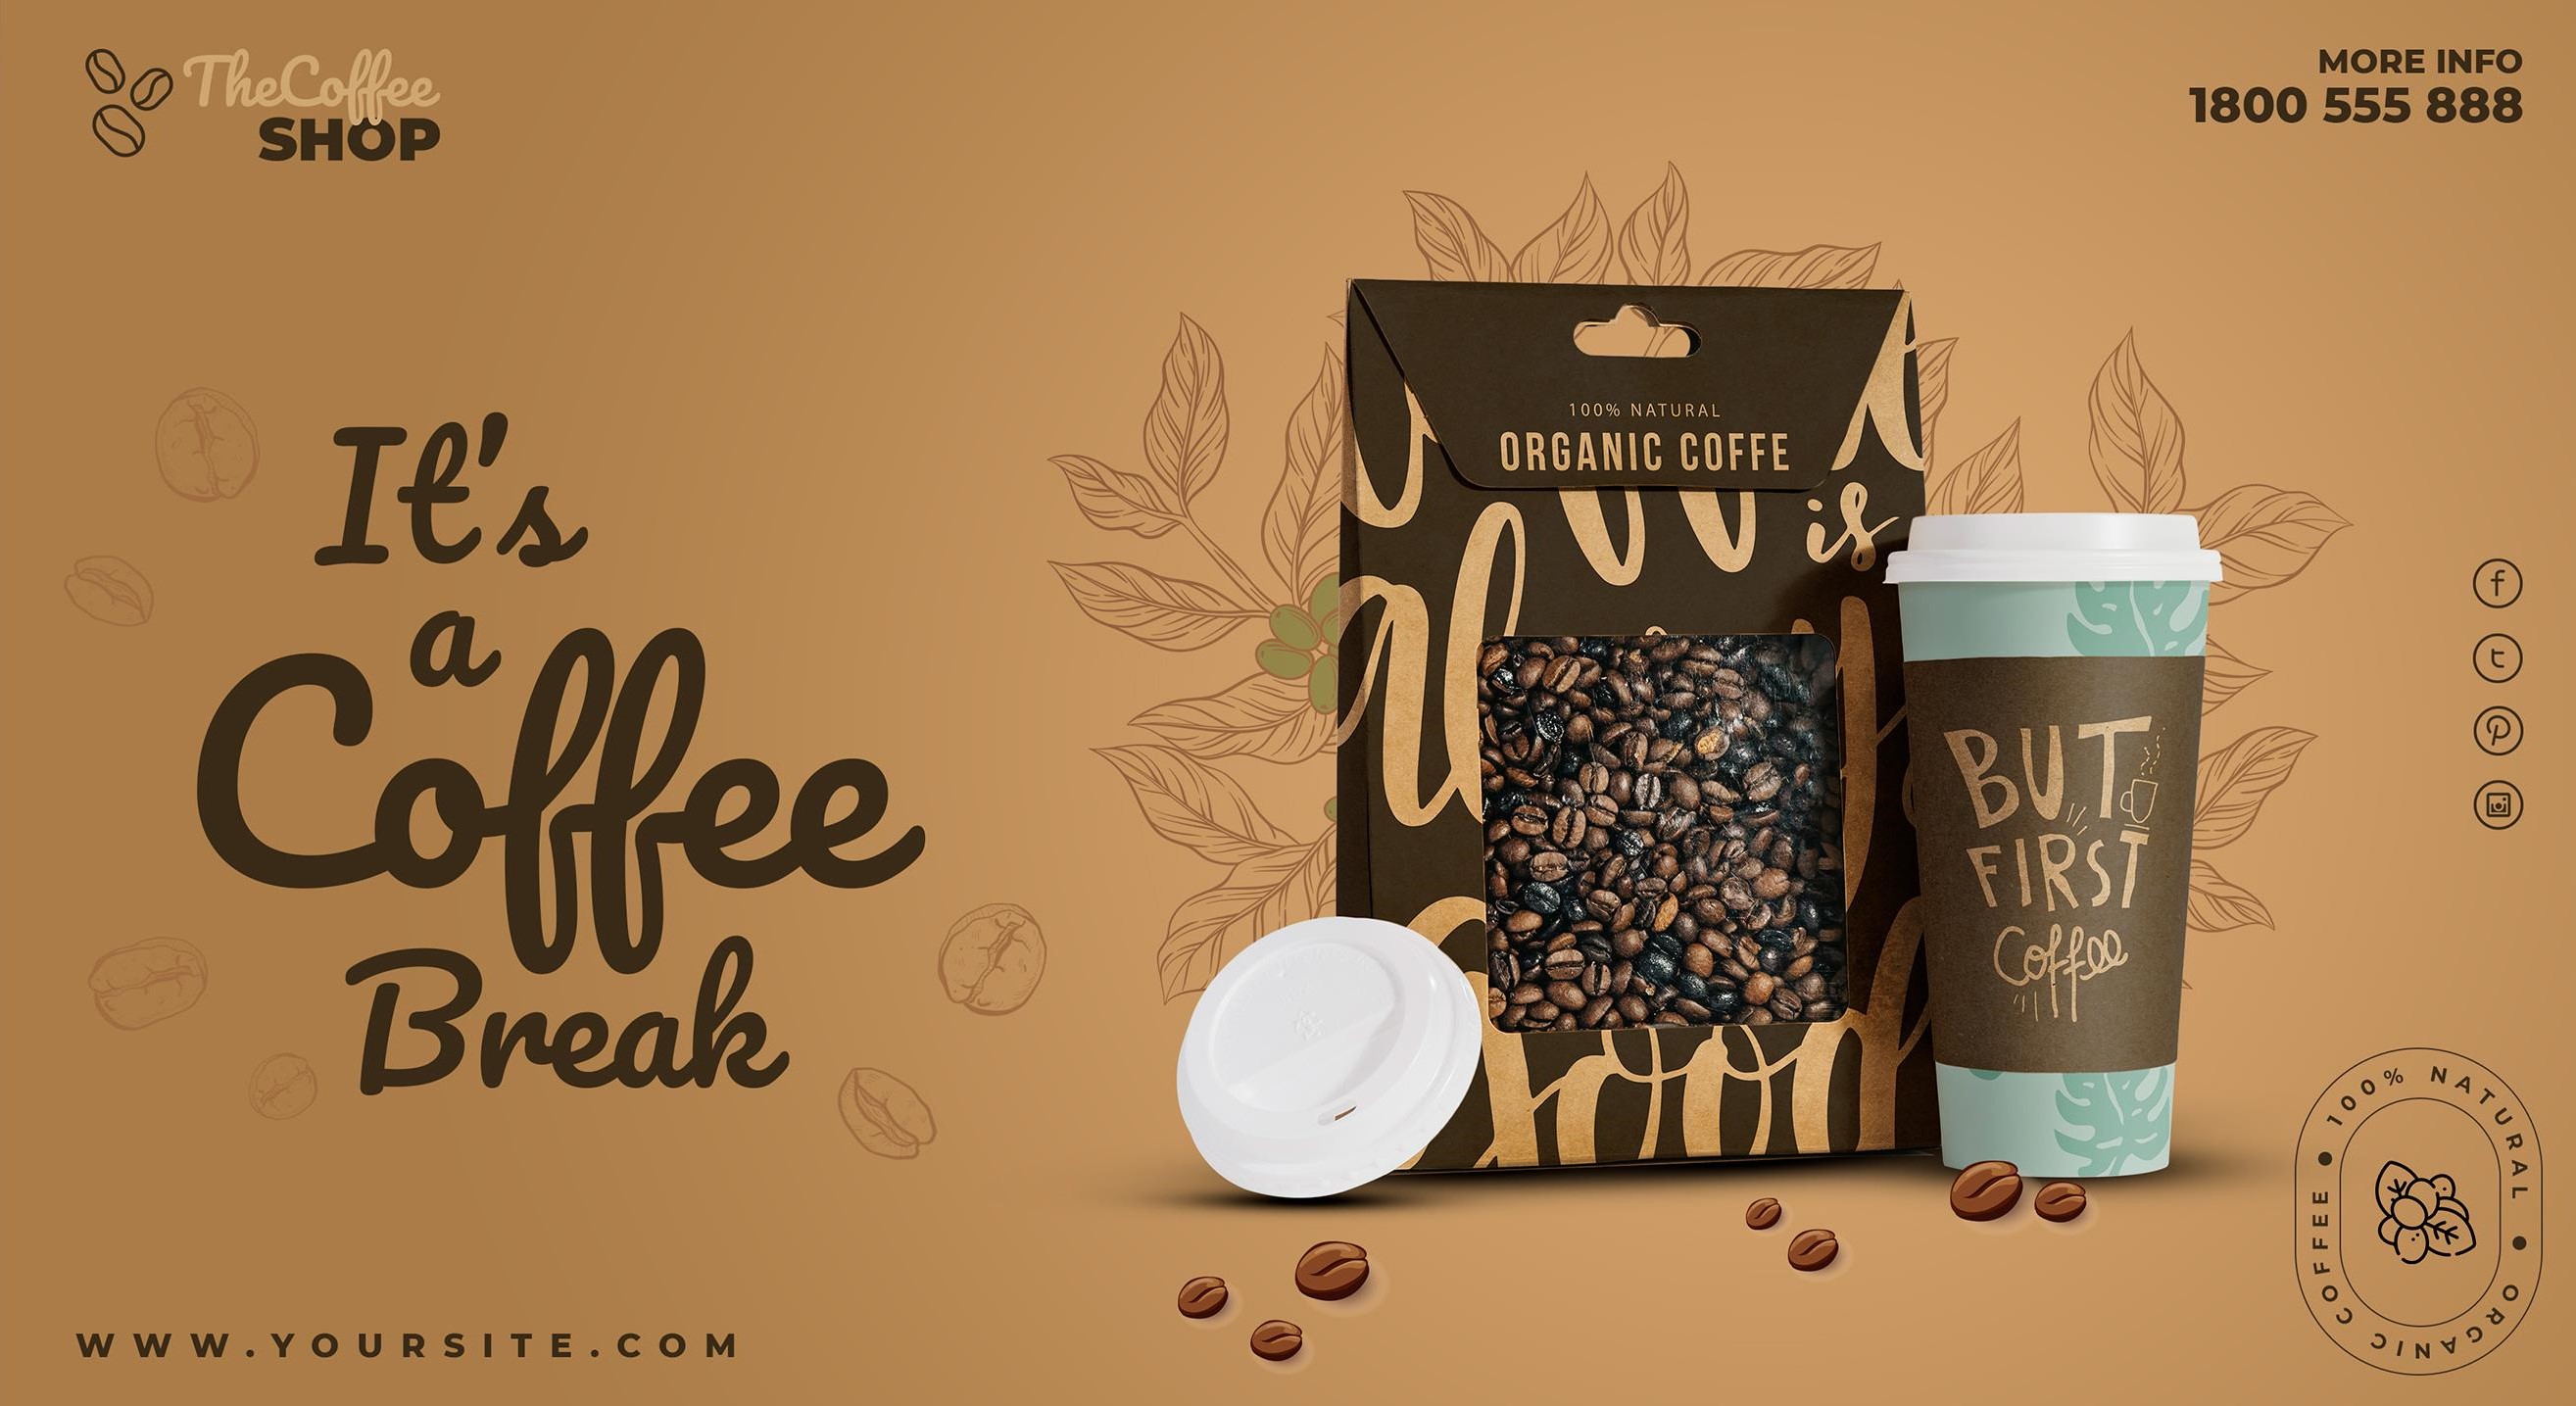 TheCoffee
SHOP
MORE INFO
1800 555 888
It's
a
Coffee
Break
100% NATURAL
ORGANIC COFFE
is
BUT
FIRST
Coffee
100% NATURAL • ORGANIC COFFEE •
WWW.YOURSITE.COM